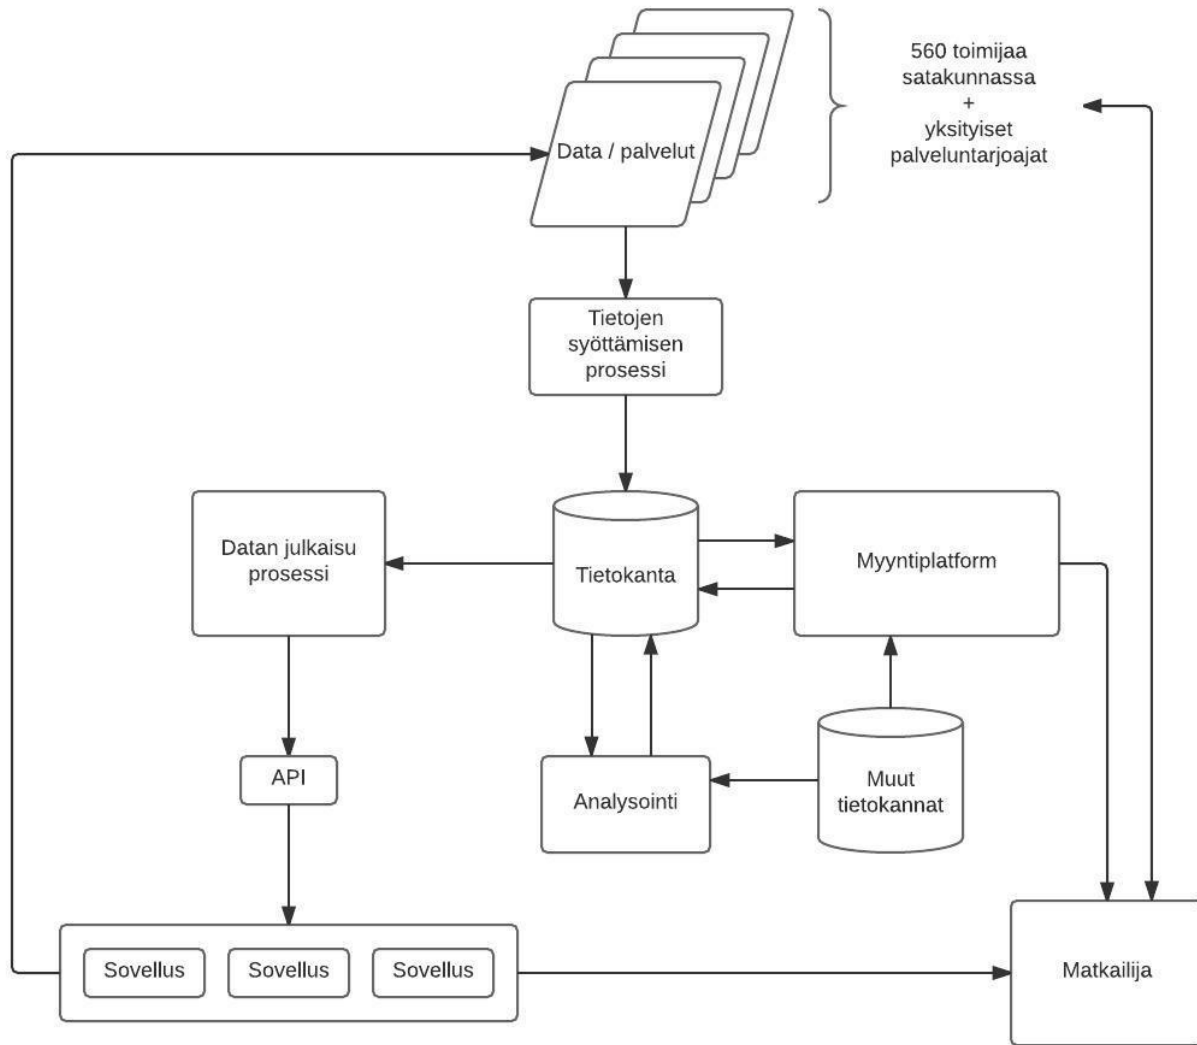 560 toimijaa
satakunnassa
+
yksityiset
palveluntarjoajat
Data / palvelut
Tietojen
syöttämisen
prosessi
Datan julkaisu
prosessi
Tietokanta
Myyntiplatform
API
Analysointi
Muut
tietokannat
Sovellus
Sovellus
Sovellus
Matkailija